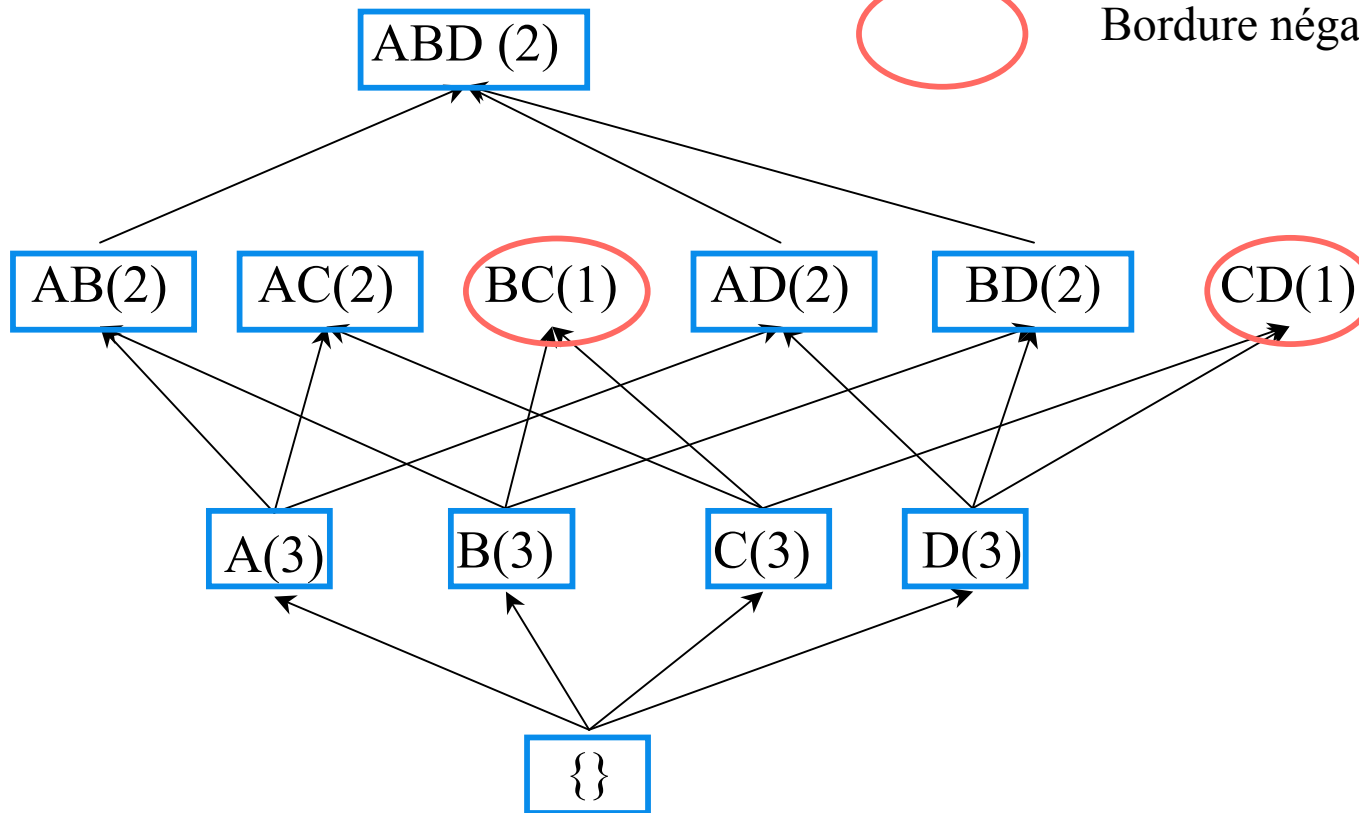 ABD (2)
Bordure néga
AB(2) AC(2) BC(1) AD(2) BD(2) CD(1)
A(3) B(3) C(3) D(3)
{}